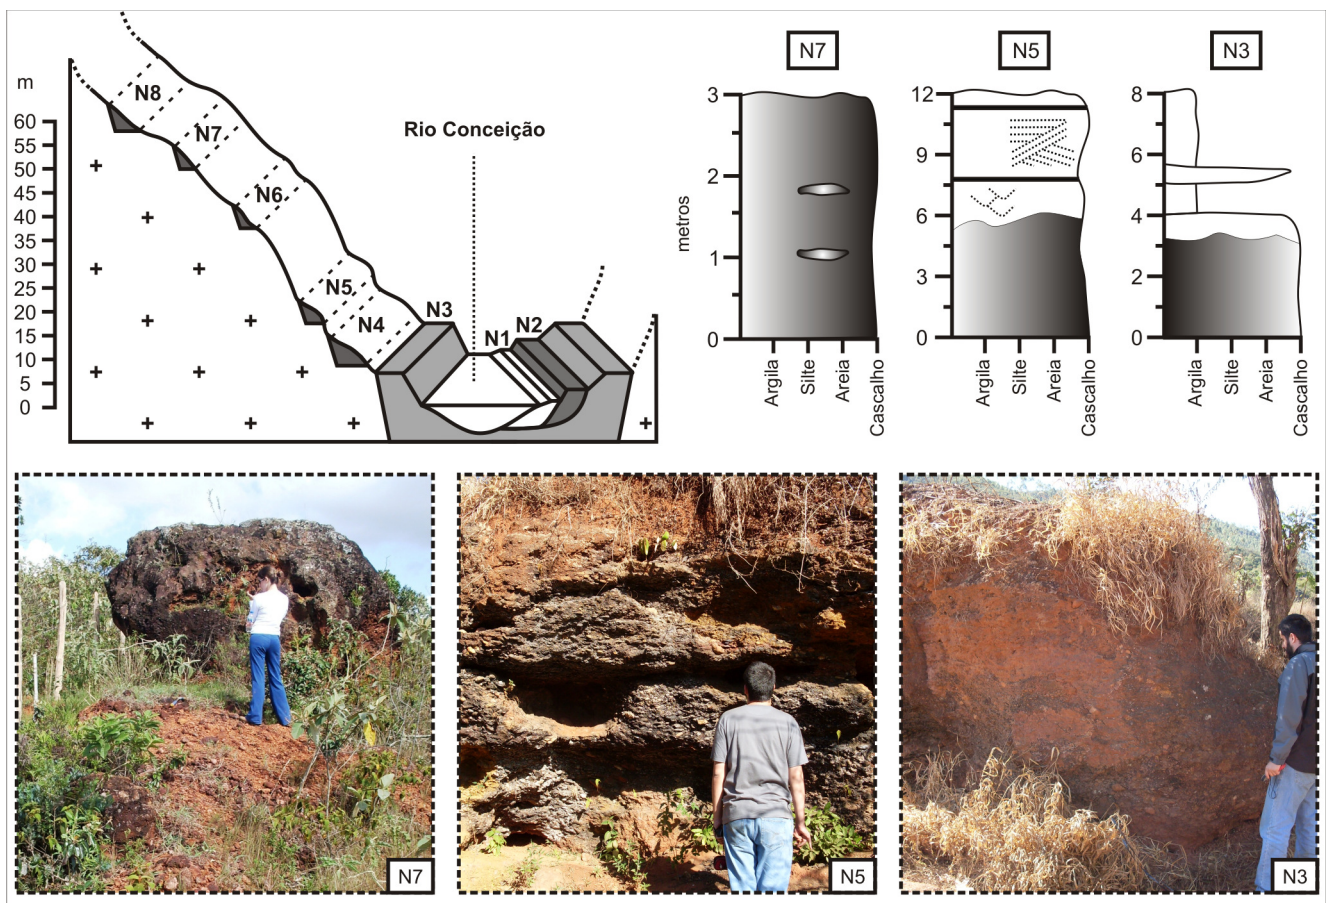 m
60
55
50
45
40
35
30
25
20
15
10
5
0
N8
N7
N6
N5
N4
N3
N1
N2
Rio Conceição
N7
metros
3
2
1
0
Argila
Silte
Areia
Cascalho
N5
12
9
6
3
0
Argila
Silte
Areia
Cascalho
N3
8
6
4
2
0
Argila
Silte
Areia
Cascalho
N7
N5
N3